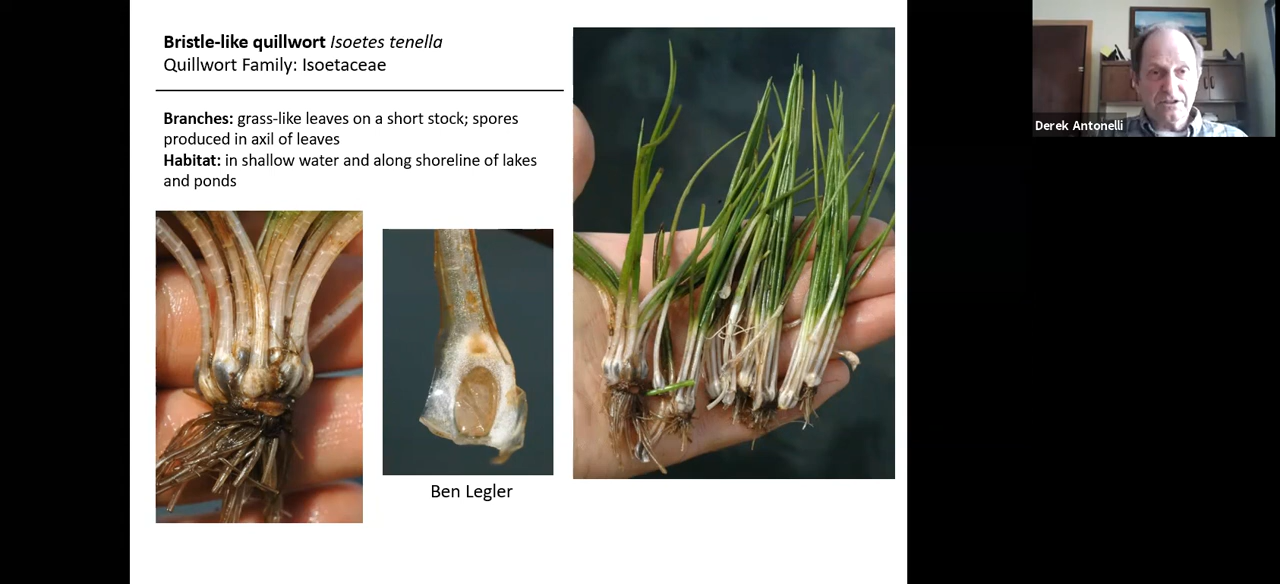 Bristle-like quillwort Isoetes tenella
Quillwort Family: Isoetaceae
Branches: grass-like leaves on a short stock; spores
produced in axil of leaves
Habitat: in shallow water and along shoreline of lakes
and ponds
Ben Legler
Derek Antonelli